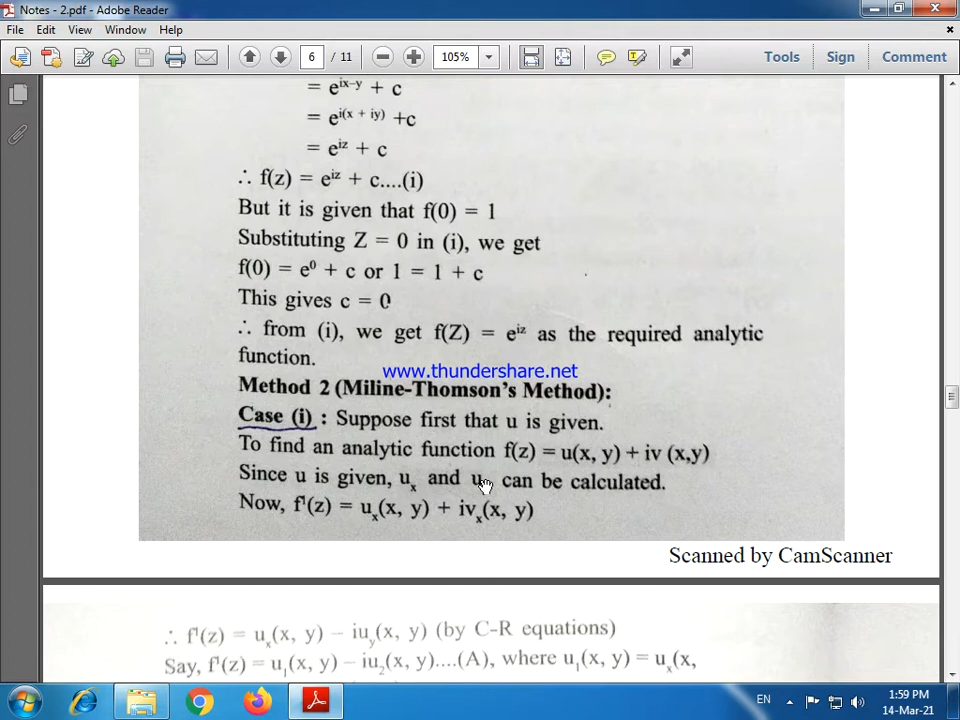 Notes - 2.pdf - Adobe Reader
File Edit View Window Help
6 / 11 105% Tools Sign Comment
= e^{ix–y} + c
= e^{i(x + iy)} +c
= e^{iz} + c
∴ f(z) = e^{iz} + c....(i)
But it is given that f(0) = 1
Substituting Z = 0 in (i), we get
f(0) = e⁰ + c or 1 = 1 + c
This gives c = 0
∴ from (i), we get f(Z) = e^{iz} as the required analytic
function.
www.thundershare.net
Method 2 (Miline-Thomson's Method):
Case (i) : Suppose first that u is given.
To find an analytic function f(z) = u(x, y) + iv (x,y)
Since u is given, u_x and can be calculated.
Now, f'(z) = u_x(x, y) + iv_x(x, y)
Scanned by CamScanner
∴ f'(z) = u_x(x, y) – iu_y(x, y) (by C-R equations)
Say, f'(z) = u₁(x, y) – iu₂(x, y)....(A), where u₁(x, y) = u_x(x,
EN 1:59 PM
14-Mar-21